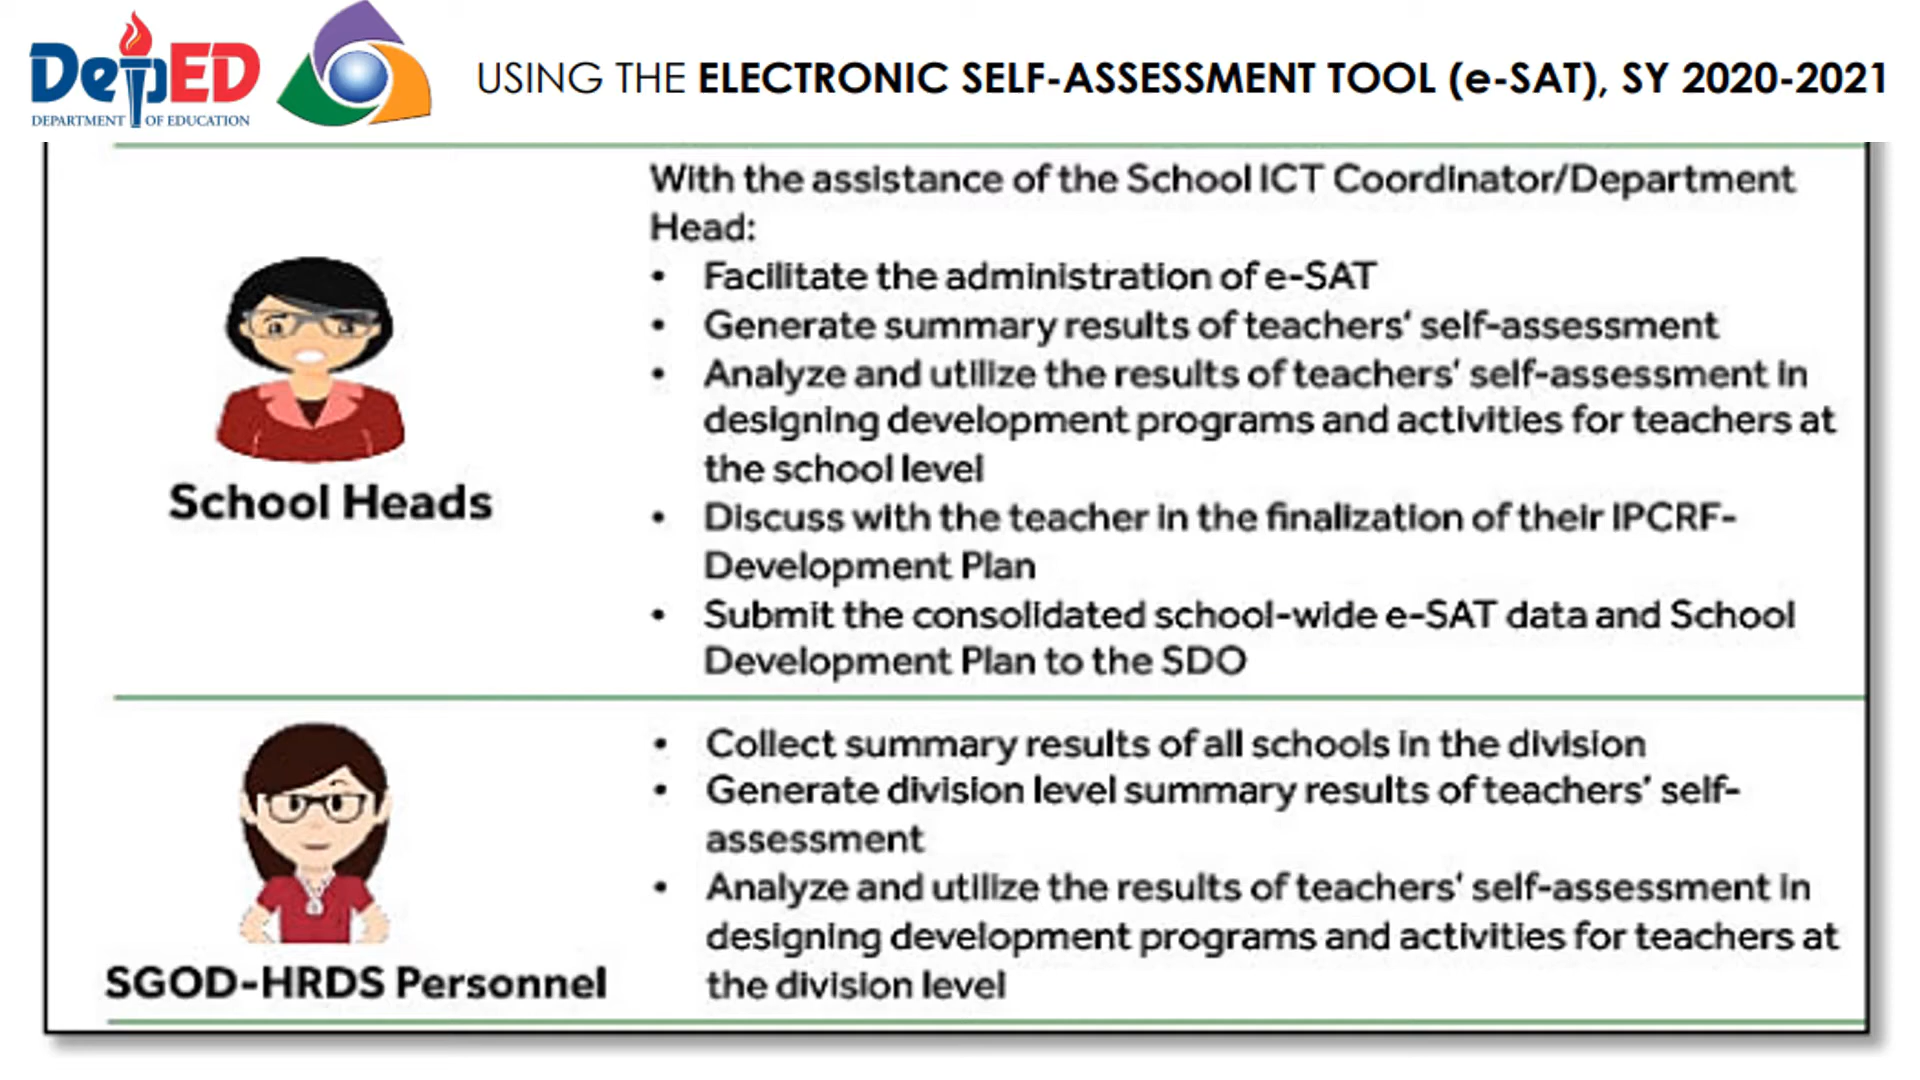 DepED
DEPARTMENT OF EDUCATION
USING THE ELECTRONIC SELF-ASSESSMENT TOOL (e-SAT), SY 2020-2021
School Heads
With the assistance of the School ICT Coordinator/Department
Head:
• Facilitate the administration of e-SAT
• Generate summary results of teachers' self-assessment
• Analyze and utilize the results of teachers' self-assessment in
designing development programs and activities for teachers at
the school level
• Discuss with the teacher in the finalization of their IPCRF-
Development Plan
• Submit the consolidated school-wide e-SAT data and School
Development Plan to the SDO
SGOD-HRDS Personnel
• Collect summary results of all schools in the division
• Generate division level summary results of teachers' self-
assessment
• Analyze and utilize the results of teachers' self-assessment in
designing development programs and activities for teachers at
the division level